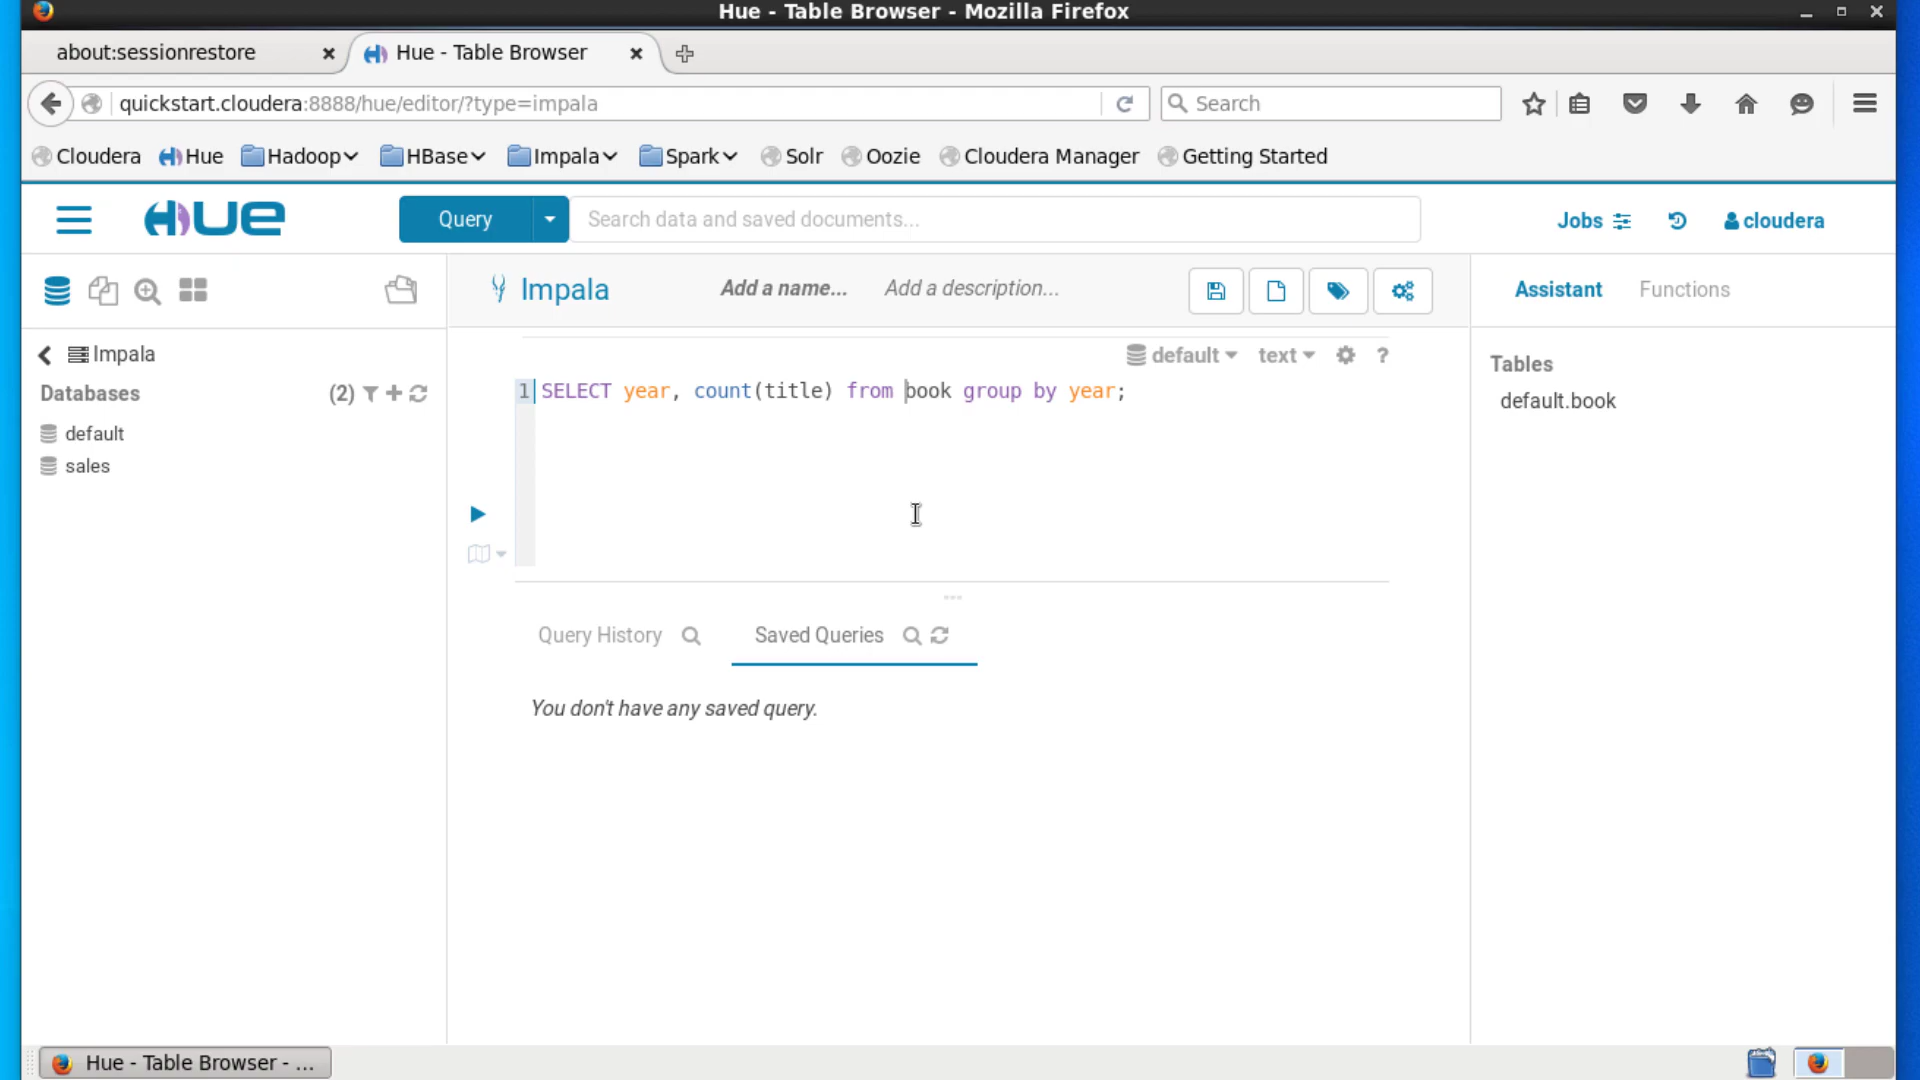 Hue - Table Browser - Mozilla Firefox
about:sessionrestore
Hue - Table Browser
quickstart.cloudera:8888/hue/editor/?type=impala
Search
Cloudera Hue Hadoop HBase Impala Spark Solr Oozie Cloudera Manager Getting Started
HUE
Query
Search data and saved documents...
Jobs
cloudera
Impala
Add a name...
Add a description...
Assistant
Functions
Impala
Databases (2)
default
sales
default
text
?
1 SELECT year, count(title) from book group by year;
Tables
default.book
Query History
Saved Queries
You don't have any saved query.
Hue - Table Browser - ...